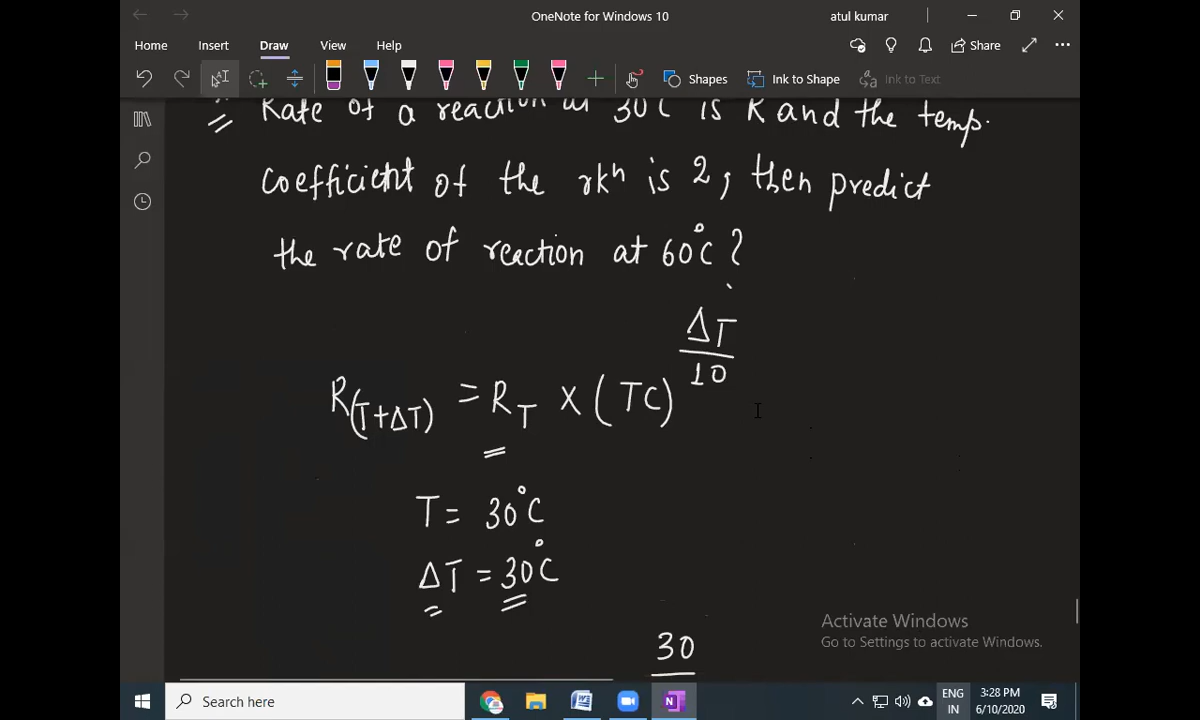 OneNote for Windows 10
atul kumar
Home Insert Draw View Help
Share
Shapes
Ink to Shape
Ink to Text
Rate of a reaction at 30°C is R and the temp.
coefficient of the rxn is 2, then predict
the rate of reaction at 60°C ?
ΔT
10
R(T+ΔT) = RT × (TC)
T = 30°C
ΔT = 30°C
30
Activate Windows
Go to Settings to activate Windows.
Search here
ENG
IN
3:28 PM
6/10/2020